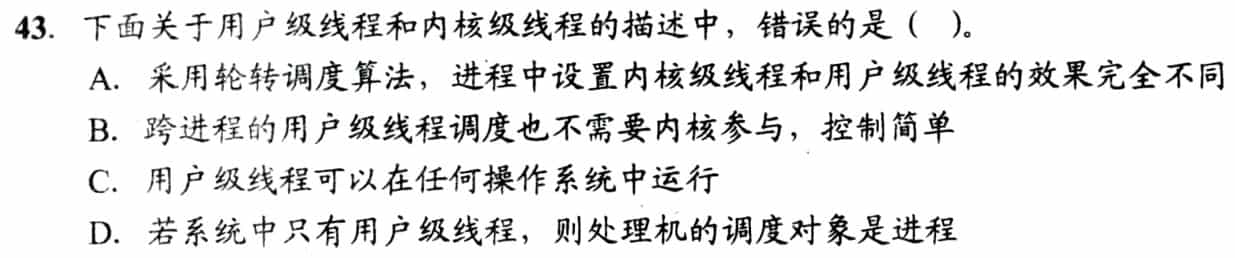 43. 下面关于用户级线程和内核级线程的描述中，错误的是（ ）。
A. 采用轮转调度算法，进程中设置内核级线程和用户级线程的效果完全不同
B. 跨进程的用户级线程调度也不需要内核参与，控制简单
C. 用户级线程可以在任何操作系统中运行
D. 若系统中只有用户级线程，则处理机的调度对象是进程